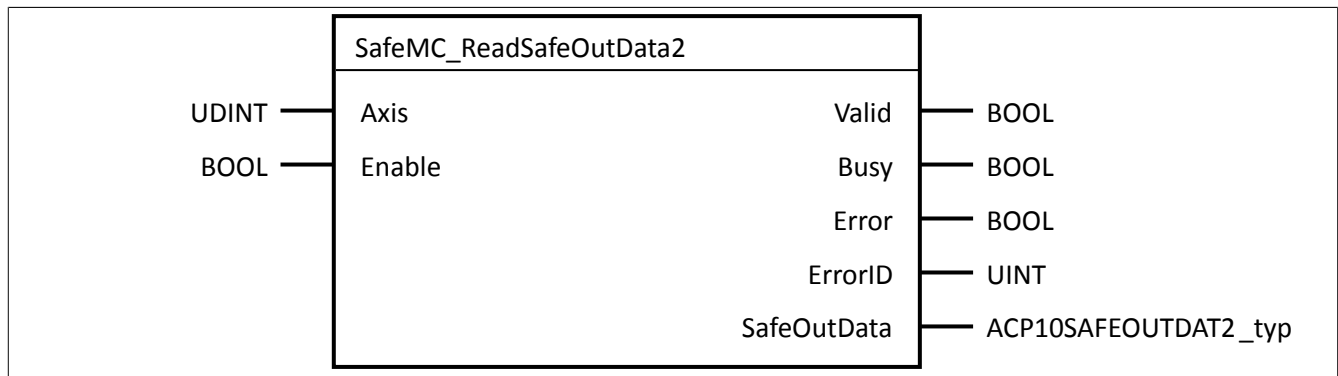 SafeMC_ReadSafeOutData2
UDINT Axis Valid BOOL
BOOL Enable Busy BOOL
Error BOOL
ErrorID UINT
SafeOutData ACP10SAFEOUTDAT2_typ